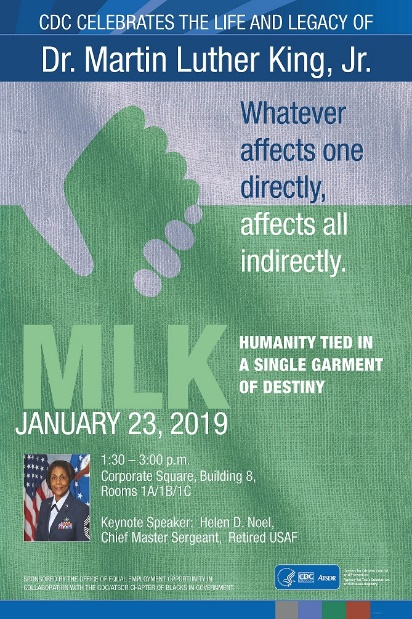 CDC CELEBRATES THE LIFE AND LEGACY OF
Dr. Martin Luther King, Jr.
Whatever
affects one
directly,
affects all
indirectly.
MLK
HUMANITY TIED IN
A SINGLE GARMENT
OF DESTINY
JANUARY 23, 2019
1:30 – 3:00 p.m.
Corporate Square, Building 8,
Rooms 1A/1B/1C
Keynote Speaker: Helen D. Noel,
Chief Master Sergeant, Retired USAF
SPONSORED BY THE OFFICE OF EQUAL EMPLOYMENT OPPORTUNITY IN
COLLABORATION WITH THE CDC/ATSDR CHAPTER OF BLACKS IN GOVERNMENT.
CDC ATSDR